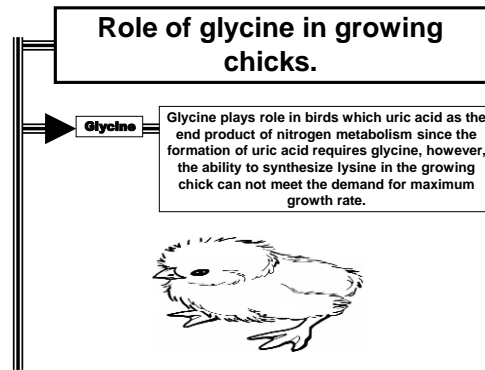 Role of glycine in growing
chicks.
Glycine
Glycine plays role in birds which uric acid as the
end product of nitrogen metabolism since the
formation of uric acid requires glycine, however,
the ability to synthesize lysine in the growing
chick can not meet the demand for maximum
growth rate.